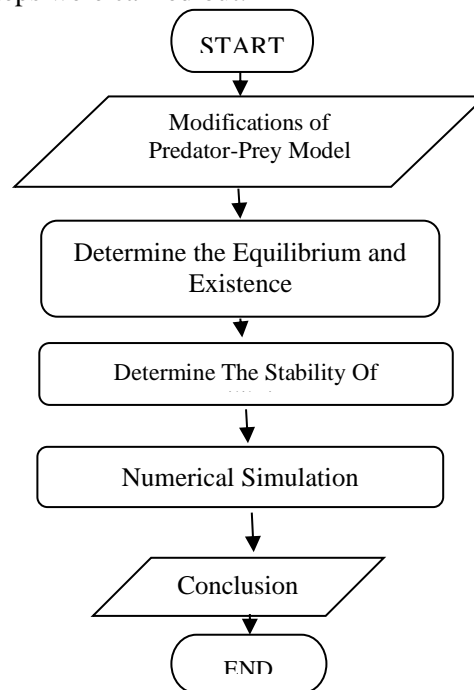 START
Modifications of
Predator-Prey Model
Determine the Equilibrium and
Existence
Determine The Stability Of
Numerical Simulation
Conclusion
END